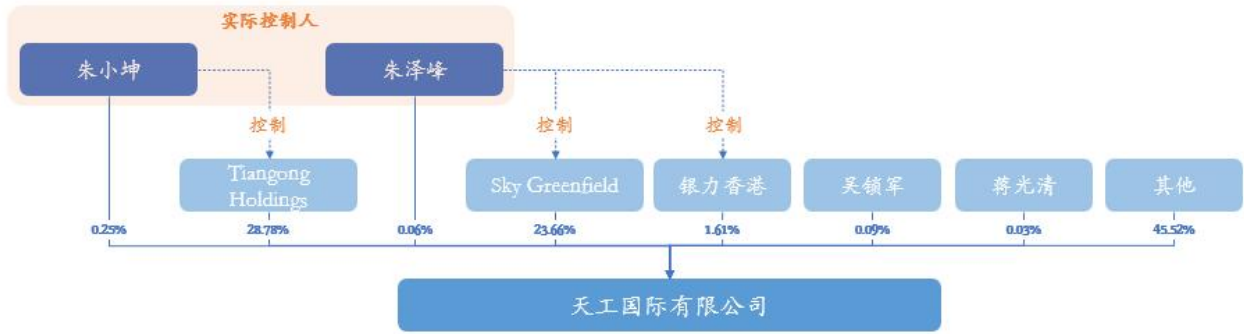 实际控制人
朱小坤
朱泽峰
控制
控制
控制
Tiangong
Holdings
Sky Greenfield
银力香港
吴锁军
蒋光清
其他
0.25%
28.78%
0.06%
23.66%
1.61%
0.09%
0.03%
45.52%
天工国际有限公司